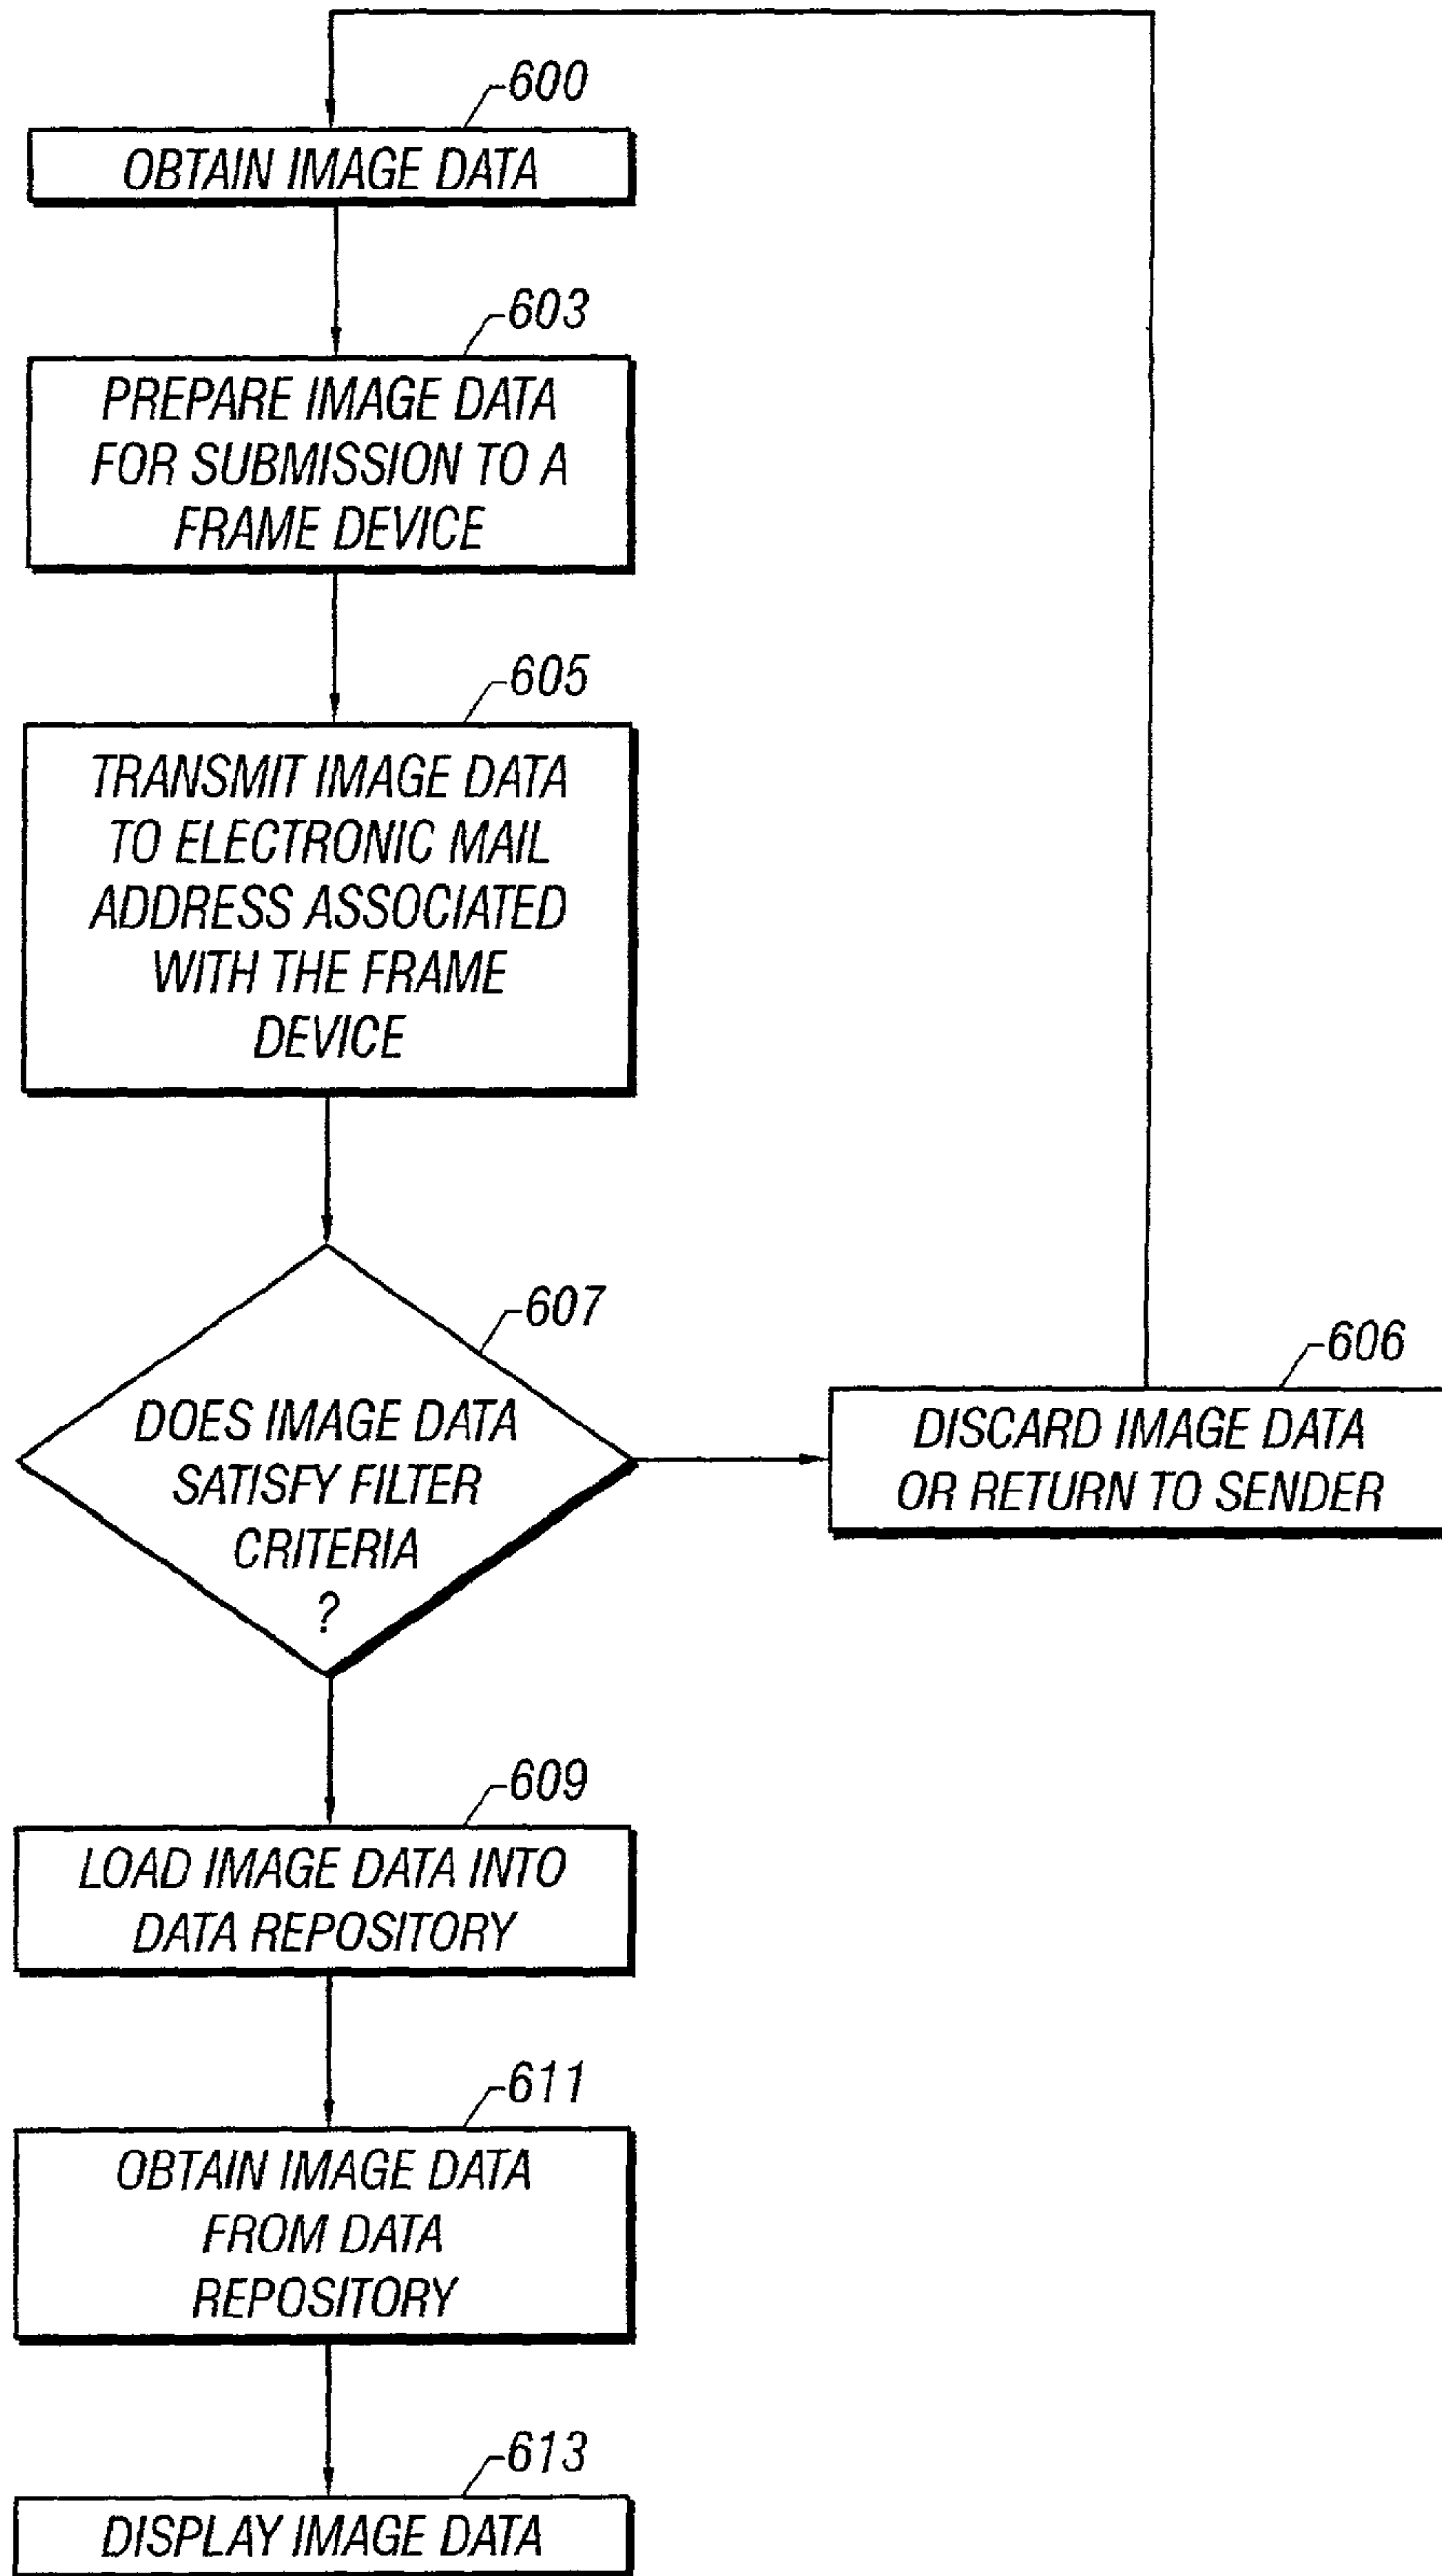 600
OBTAIN IMAGE DATA
603
PREPARE IMAGE DATA
FOR SUBMISSION TO A
FRAME DEVICE
605
TRANSMIT IMAGE DATA
TO ELECTRONIC MAIL
ADDRESS ASSOCIATED
WITH THE FRAME
DEVICE
607
DOES IMAGE DATA
SATISFY FILTER
CRITERIA
?
606
DISCARD IMAGE DATA
OR RETURN TO SENDER
609
LOAD IMAGE DATA INTO
DATA REPOSITORY
611
OBTAIN IMAGE DATA
FROM DATA
REPOSITORY
613
DISPLAY IMAGE DATA